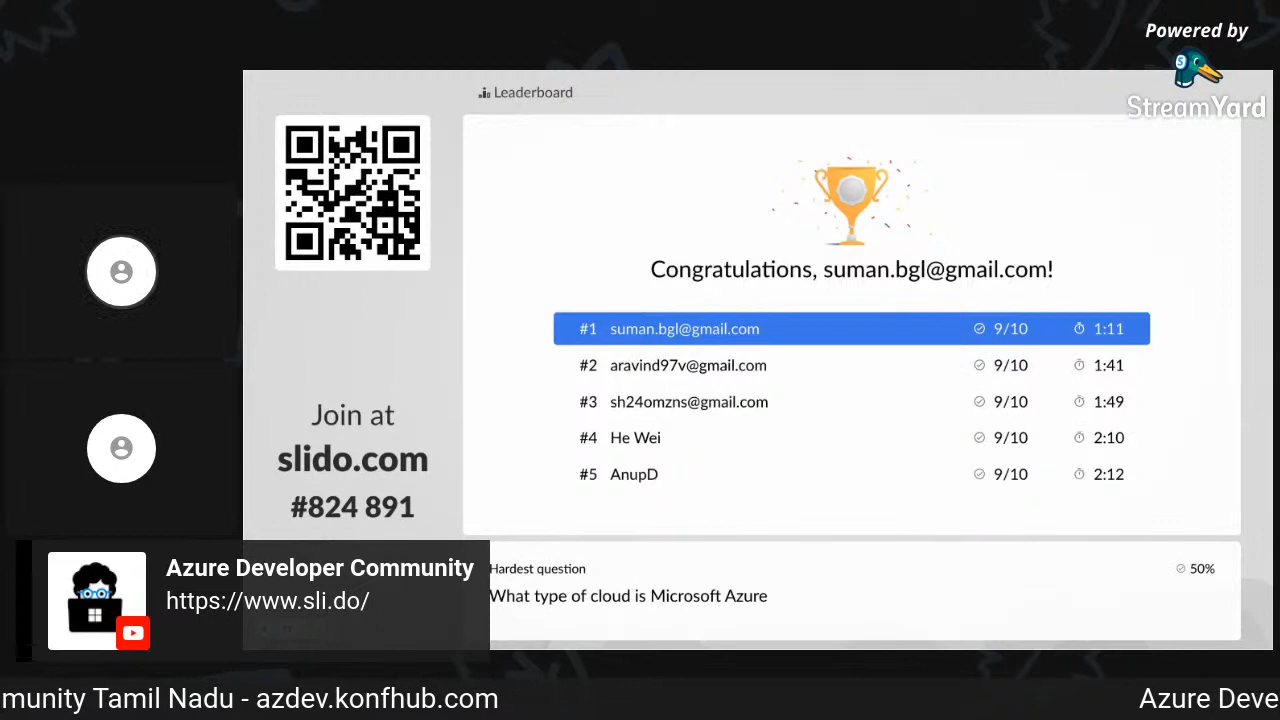 Powered by
StreamYard
Leaderboard
Congratulations, suman.bgl@gmail.com!
#1 suman.bgl@gmail.com 9/10 1:11
#2 aravind97v@gmail.com 9/10 1:41
#3 sh24omzns@gmail.com 9/10 1:49
#4 He Wei 9/10 2:10
#5 AnupD 9/10 2:12
Join at
slido.com
#824 891
Hardest question 50%
What type of cloud is Microsoft Azure
Azure Developer Community
https://www.sli.do/
munity Tamil Nadu - azdev.konfhub.com Azure Deve